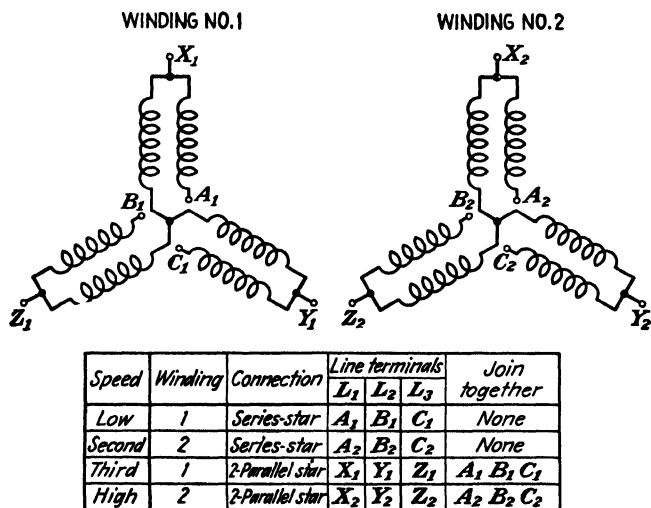 WINDING NO.1
WINDING NO.2
X₁
X₂
A₁
A₂
B₁
B₂
C₁
C₂
Z₁
Y₁
Z₂
Y₂
Speed Winding Connection Line terminals Join together
L₁ L₂ L₃
Low 1 Series-star A₁ B₁ C₁ None
Second 2 Series-star A₂ B₂ C₂ None
Third 1 2-Parallel star X₁ Y₁ Z₁ A₁ B₁ C₁
High 2 2-Parallel star X₂ Y₂ Z₂ A₂ B₂ C₂